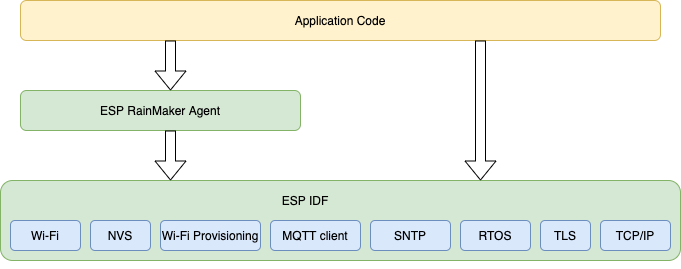 Application Code
ESP RainMaker Agent
ESP IDF
Wi-Fi
NVS
Wi-Fi Provisioning
MQTT client
SNTP
RTOS
TLS
TCP/IP